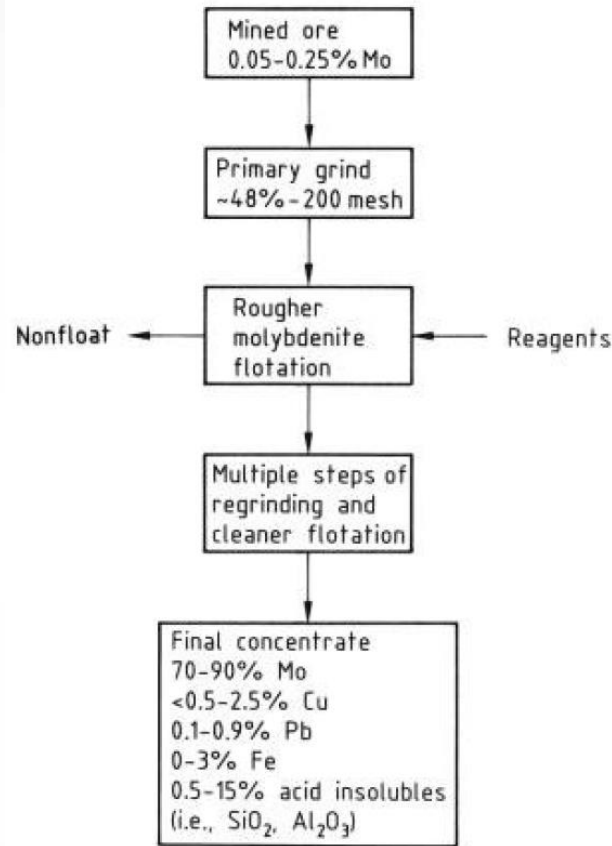 Mined ore
0.05-0.25% Mo
Primary grind
~48%-200 mesh
Nonfloat
Rougher
molybdenite
flotation
Reagents
Multiple steps of
regrinding and
cleaner flotation
Final concentrate
70-90% Mo
<0.5-2.5% Cu
0.1-0.9% Pb
0-3% Fe
0.5-15% acid insolubles
(i.e., SiO₂, Al₂O₃)